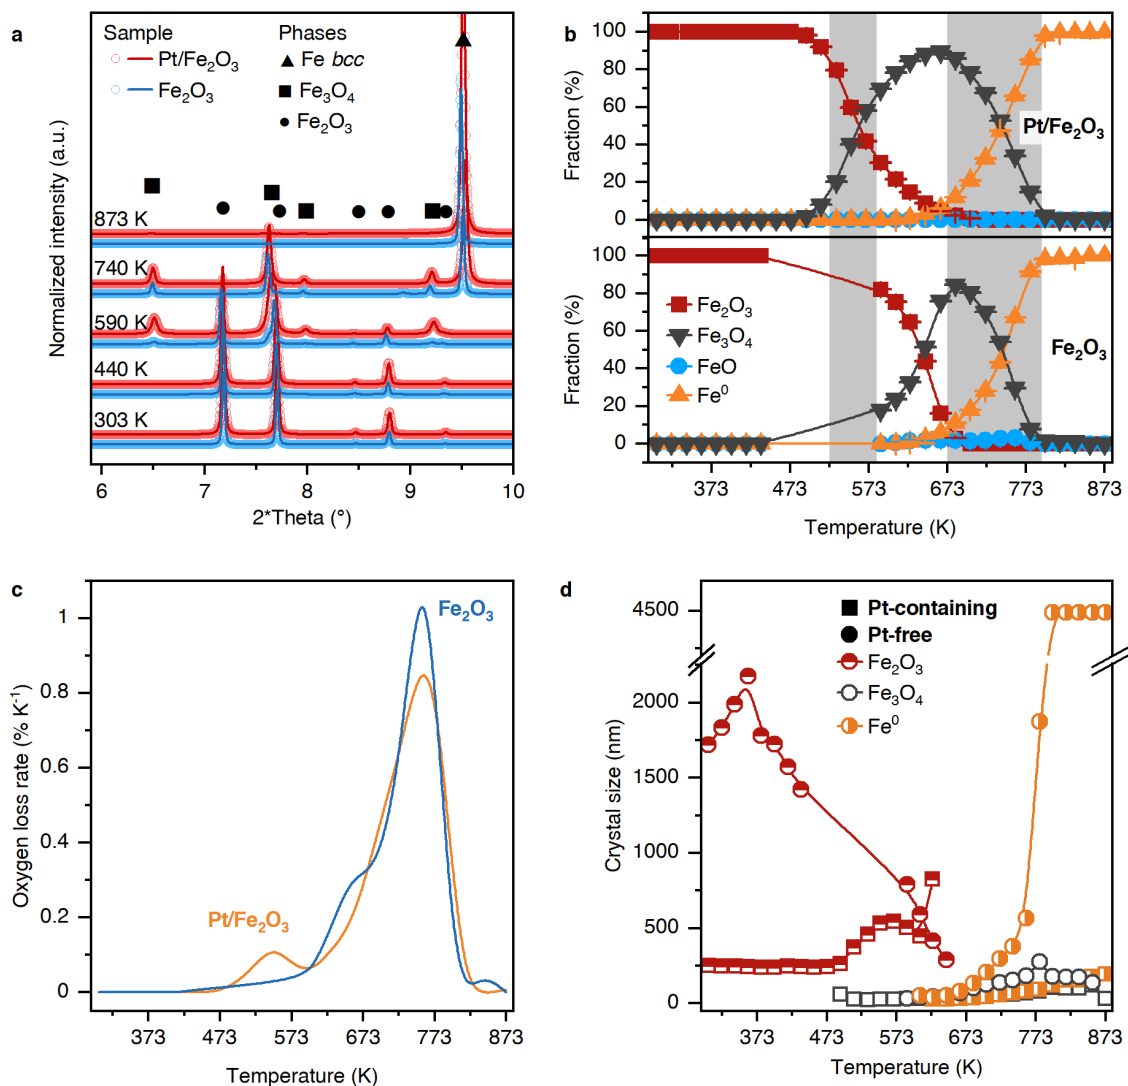 a
Sample
Phases
Pt/Fe₂O₃
Fe bcc
Fe₂O₃
Fe₃O₄
Fe₂O₃
873 K
740 K
590 K
440 K
303 K
Normalized intensity (a.u.)
6 7 8 9 10
2*Theta (°)
b
100
80
60
40
20
0
Fraction (%)
Pt/Fe₂O₃
100
80
60
40
20
0
Fraction (%)
Fe₂O₃
Fe₃O₄
FeO
Fe⁰
Fe₂O₃
373 473 573 673 773 873
Temperature (K)
c
1
0.8
0.6
0.4
0.2
0
Oxygen loss rate (% K⁻¹)
Fe₂O₃
Pt/Fe₂O₃
373 473 573 673 773 873
Temperature (K)
d
4500
2000
1500
1000
500
0
Crystal size (nm)
Pt-containing
Pt-free
Fe₂O₃
Fe₃O₄
Fe⁰
373 473 573 673 773 873
Temperature (K)